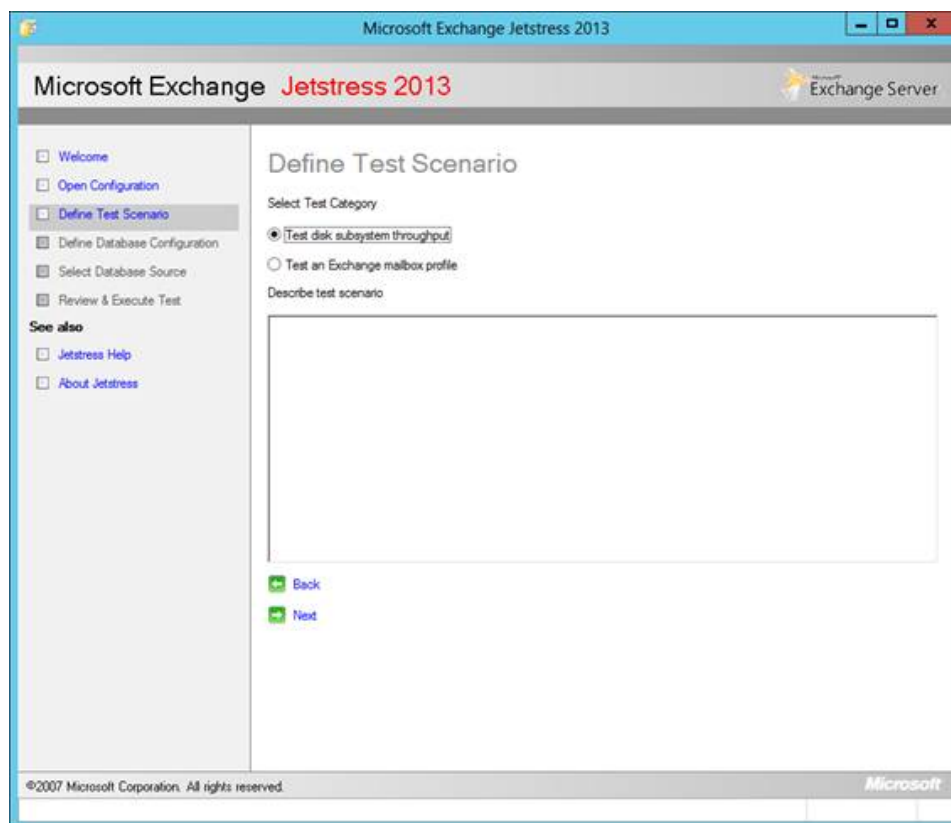 Microsoft Exchange Jetstress 2013
Microsoft Exchange Jetstress 2013
Microsoft
Exchange Server
Welcome
Open Configuration
Define Test Scenario
Define Database Configuration
Select Database Source
Review & Execute Test
See also
Jetstress Help
About Jetstress
Define Test Scenario
Select Test Category
Test disk subsystem throughput
Test an Exchange mailbox profile
Describe test scenario
Back
Next
©2007 Microsoft Corporation. All rights reserved.
Microsoft